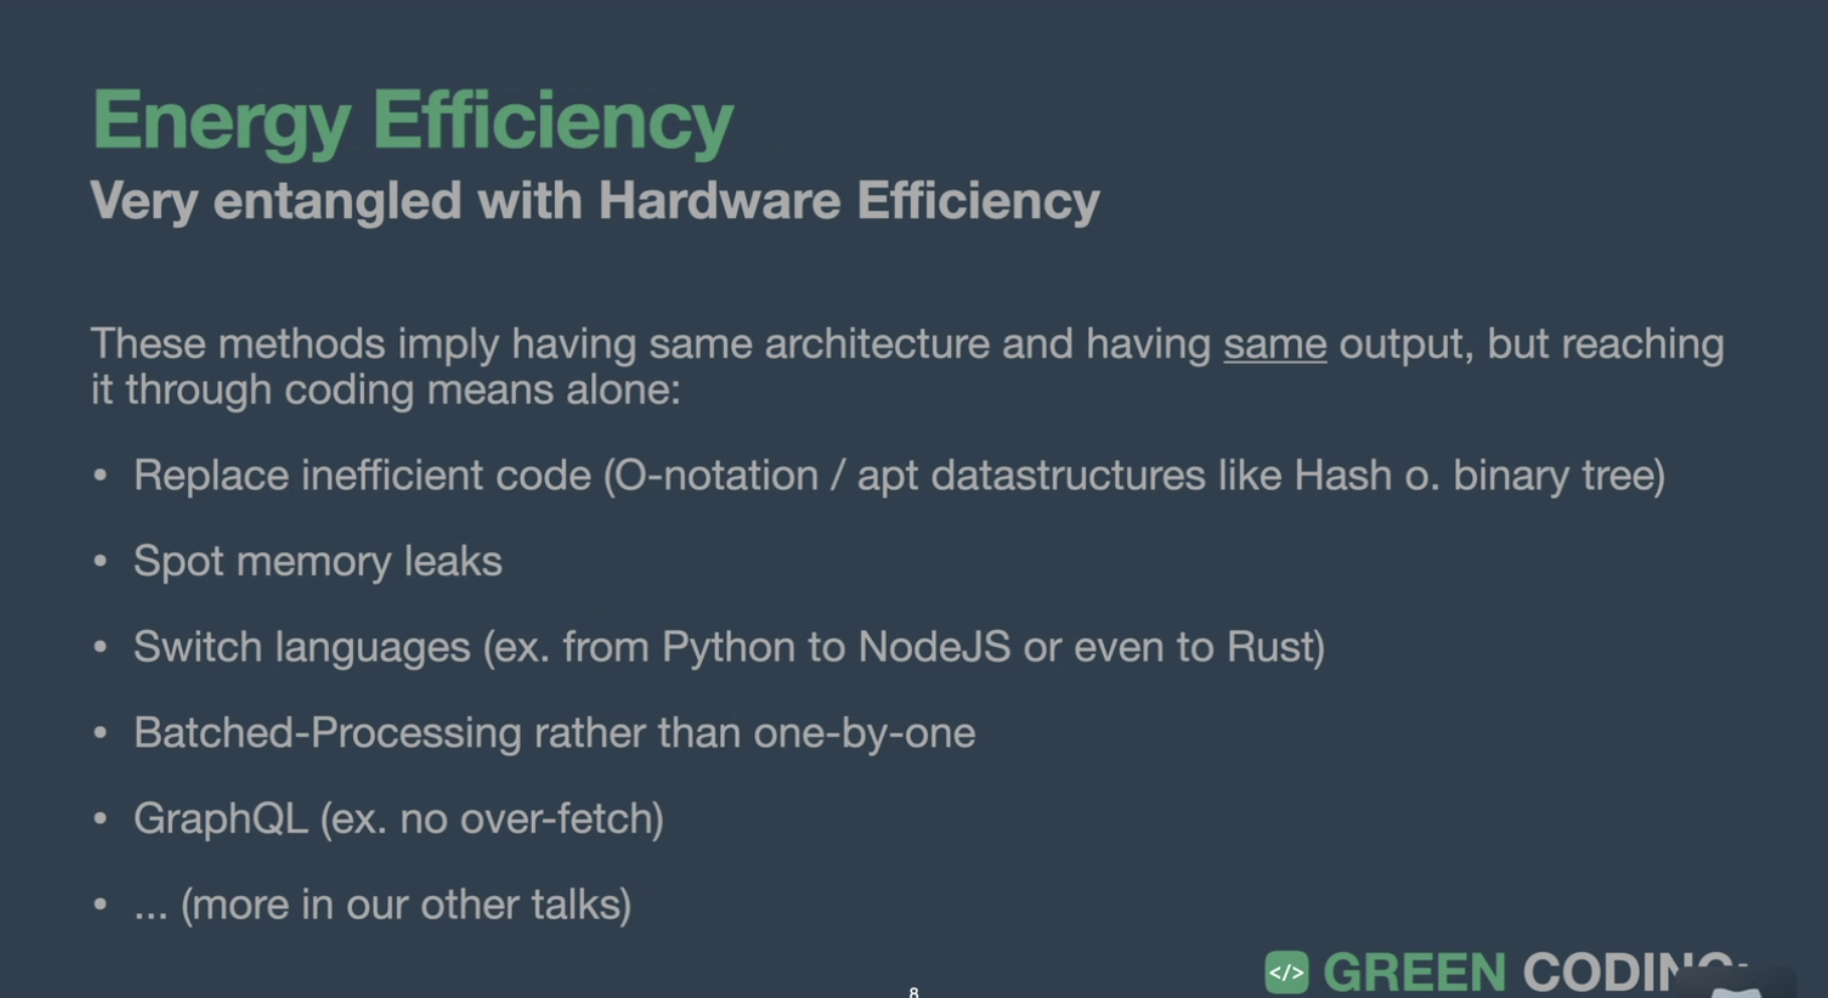 Energy Efficiency
Very entangled with Hardware Efficiency
These methods imply having same architecture and having same output, but reaching
it through coding means alone:
• Replace inefficient code (O-notation / apt datastructures like Hash o. binary tree)
• Spot memory leaks
• Switch languages (ex. from Python to NodeJS or even to Rust)
• Batched-Processing rather than one-by-one
• GraphQL (ex. no over-fetch)
• ... (more in our other talks)
</> GREEN
8